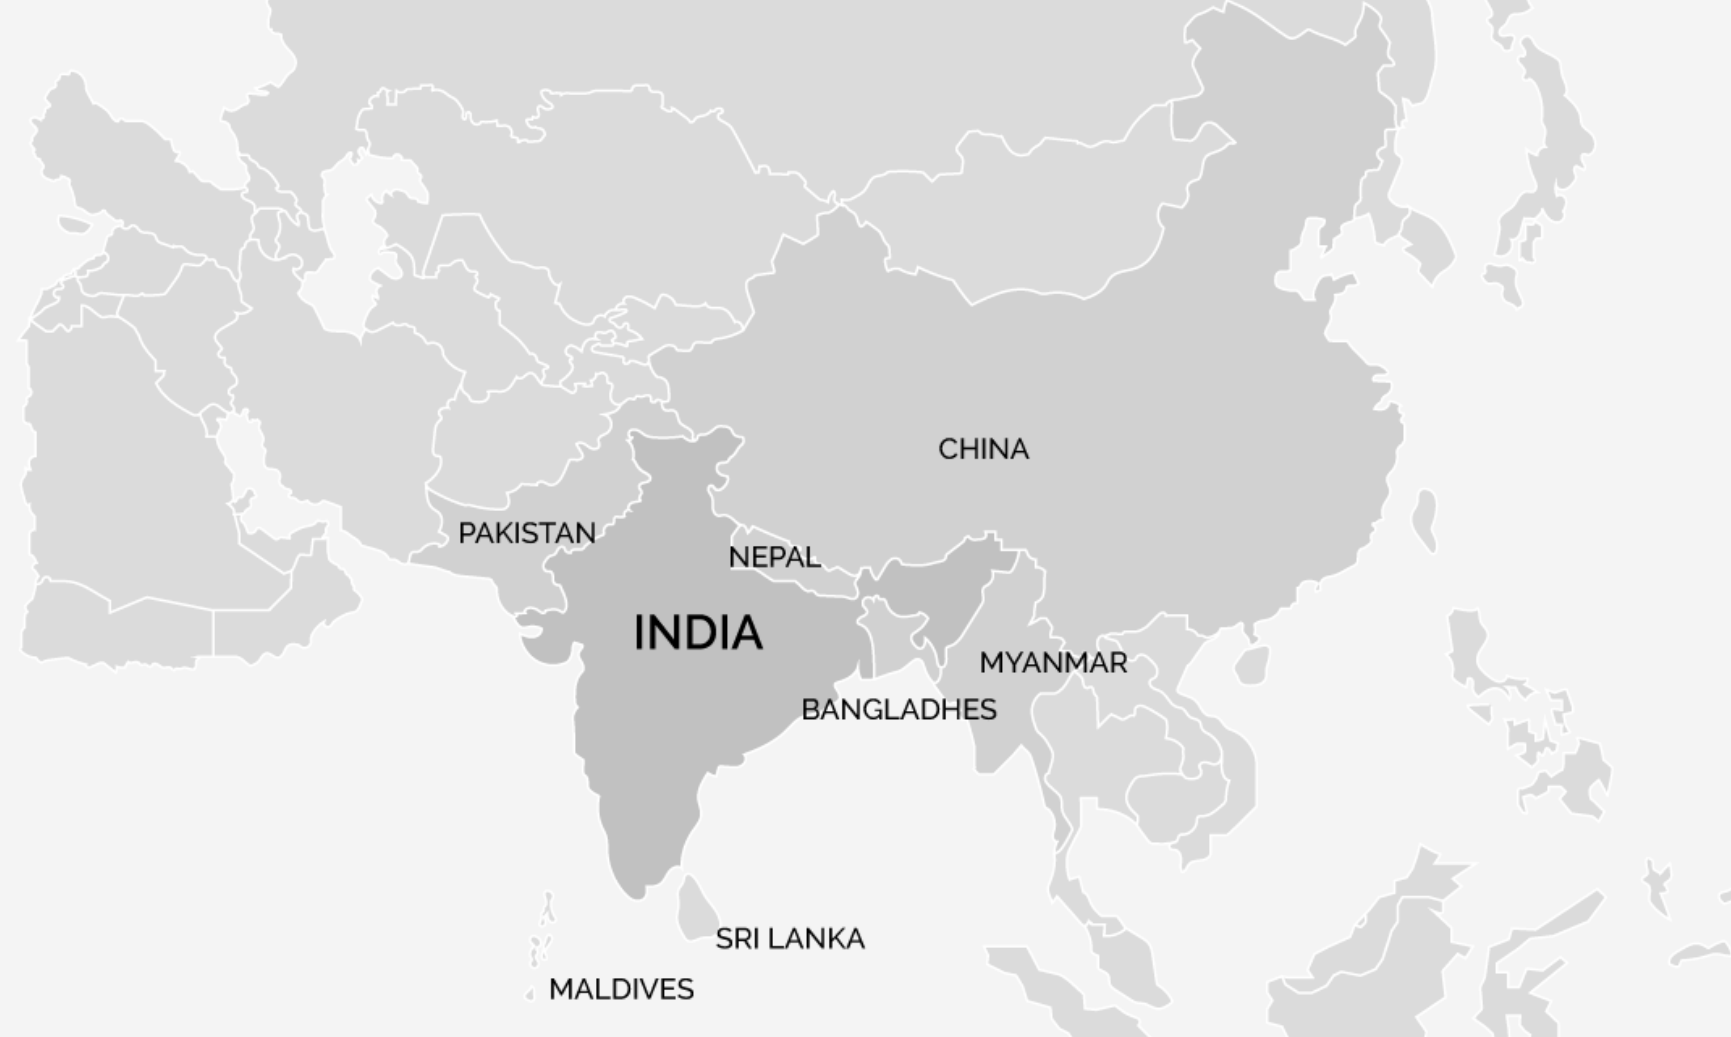 CHINA
PAKISTAN
NEPAL
INDIA
MYANMAR
BANGLADHES
SRI LANKA
MALDIVES